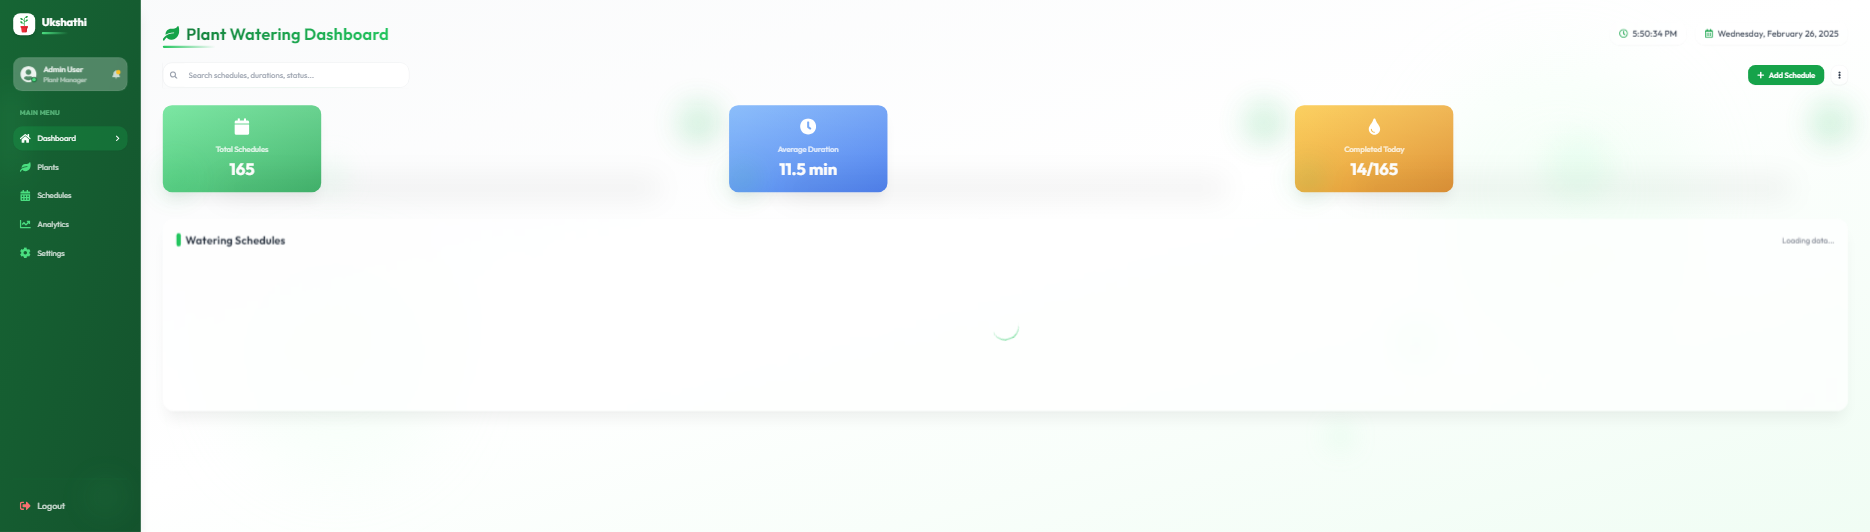 Ukshathi
Admin User
Plant Manager
MAIN MENU
Dashboard
Plants
Schedules
Analytics
Settings
Logout
Plant Watering Dashboard
5:50:34 PM
Wednesday, February 26, 2025
Search schedules, durations, status...
Add Schedule
Total Schedules
165
Average Duration
11.5 min
Completed Today
14/165
Watering Schedules
Loading data...